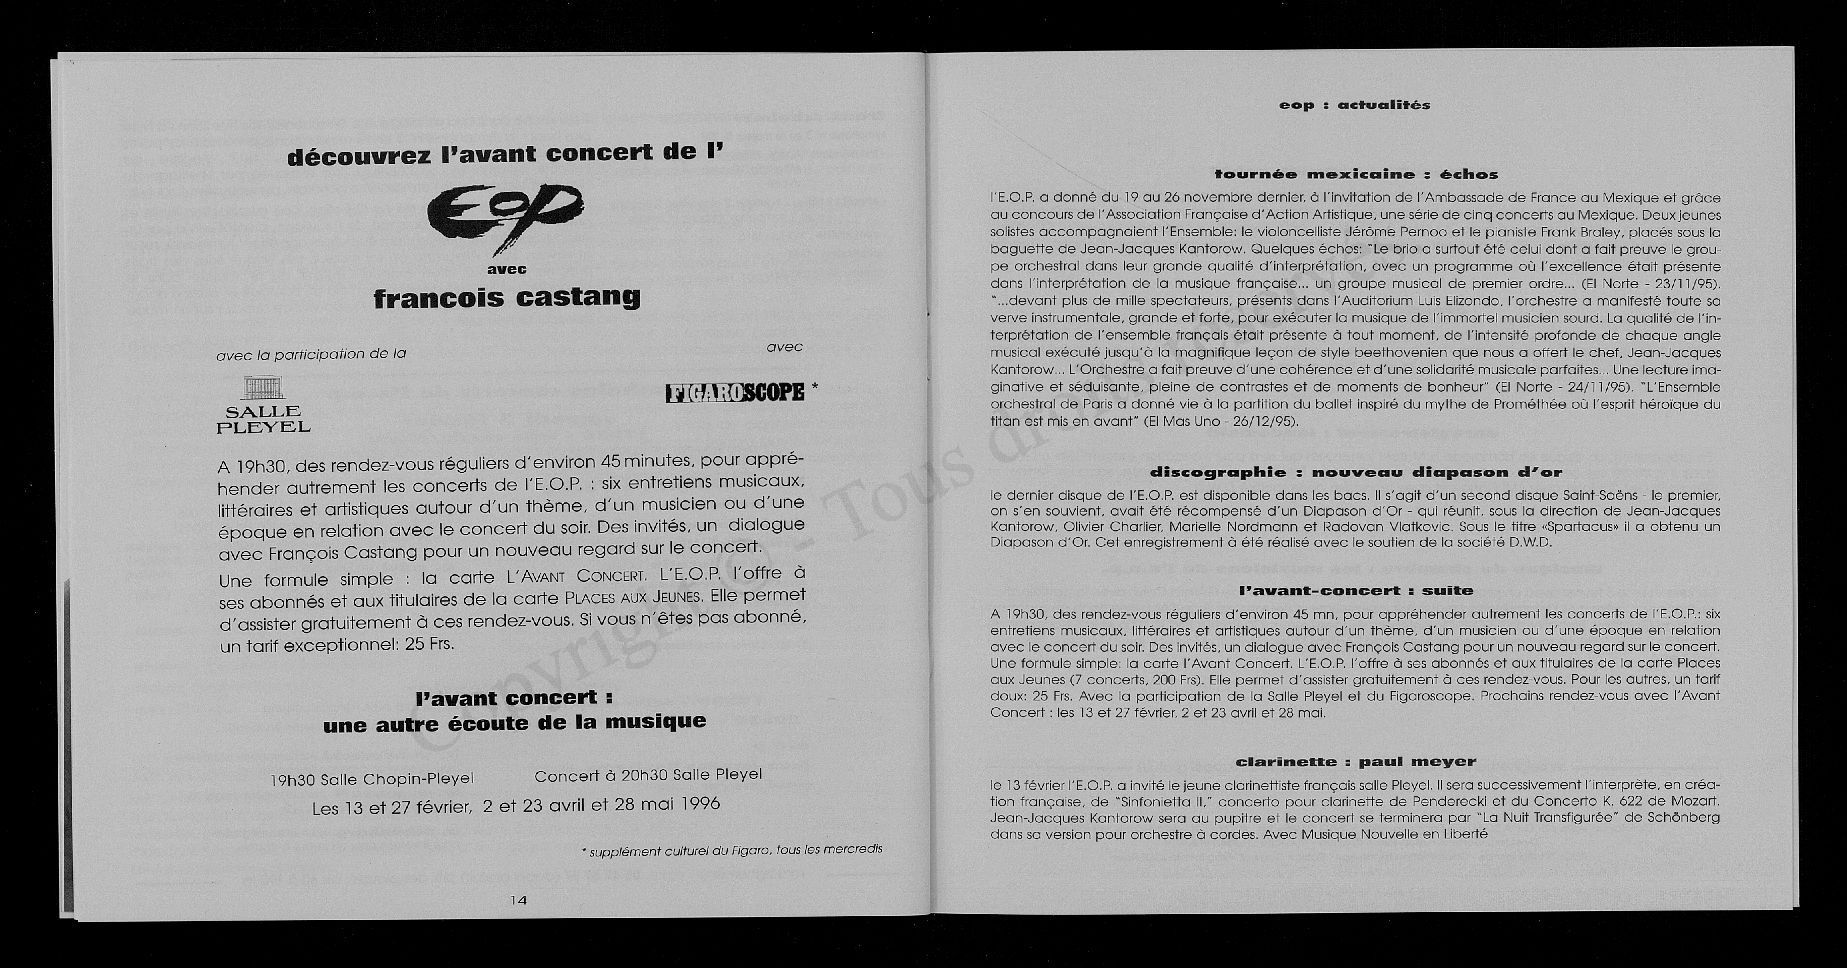 découvrez l'avant concert de l'
EOP
avec
francois castang
avec la participation de la
avec
SALLE
PLEYEL
FIGAROSCOPE *
A 19h30, des rendez-vous réguliers d'environ 45 minutes, pour appré-
hender autrement les concerts de l'E.O.P. : six entretiens musicaux,
littéraires et artistiques autour d'un thème, d'un musicien ou d'une
époque en relation avec le concert du soir. Des invités, un dialogue
avec François Castang pour un nouveau regard sur le concert.
Une formule simple : la carte L'AVANT CONCERT. L'E.O.P. l'offre à
ses abonnés et aux titulaires de la carte PLACES AUX JEUNES. Elle permet
d'assister gratuitement à ces rendez-vous. Si vous n'êtes pas abonné,
un tarif exceptionnel: 25 Frs.
l'avant concert :
une autre écoute de la musique
19h30 Salle Chopin-Pleyel Concert à 20h30 Salle Pleyel
Les 13 et 27 février, 2 et 23 avril et 28 mai 1996
* supplément culturel du Figaro, tous les mercredis
14
eop : actualités
tournée mexicaine : échos
l'E.O.P. a donné du 19 au 26 novembre dernier, à l'invitation de l'Ambassade de France au Mexique et grâce
au concours de l'Association Française d'Action Artistique, une série de cinq concerts au Mexique. Deux jeunes
solistes accompagnaient l'Ensemble: le violoncelliste Jérôme Pernoo et le pianiste Frank Braley, placés sous la
baguette de Jean-Jacques Kantorow. Quelques échos: "Le brio a surtout été celui dont a fait preuve le grou-
pe orchestral dans leur grande qualité d'interprétation, avec un programme où l'excellence était présente
dans l'interprétation de la musique française... un groupe musical de premier ordre... (El Norte - 23/11/95).
"...devant plus de mille spectateurs, présents dans l'Auditorium Luis Elizondo, l'orchestre a manifesté toute sa
verve instrumentale, grande et forte, pour exécuter la musique de l'immortel musicien sourd. La qualité de l'in-
terprétation de l'ensemble français était présente à tout moment, de l'intensité profonde de chaque angle
musical exécuté jusqu'à la magnifique leçon de style beethovenien que nous a offert le chef, Jean-Jacques
Kantorow... L'Orchestre a fait preuve d'une cohérence et d'une solidarité musicale parfaites... Une lecture ima-
ginative et séduisante, pleine de contrastes et de moments de bonheur" (El Norte - 24/11/95). "L'Ensemble
orchestral de Paris a donné vie à la partition du ballet inspiré du mythe de Prométhée où l'esprit héroïque du
titan est mis en avant" (El Mas Uno - 26/12/95).
discographie : nouveau diapason d'or
le dernier disque de l'E.O.P. est disponible dans les bacs. Il s'agit d'un second disque Saint-Saëns - le premier,
on s'en souvient, avait été récompensé d'un Diapason d'Or - qui réunit, sous la direction de Jean-Jacques
Kantorow, Olivier Charlier, Marielle Nordmann et Radovan Vlatkovic. Sous le titre «Spartacus» il a obtenu un
Diapason d'Or. Cet enregistrement à été réalisé avec le soutien de la société D.W.D.
l'avant-concert : suite
A 19h30, des rendez-vous réguliers d'environ 45 mn, pour appréhender autrement les concerts de l'E.O.P.: six
entretiens musicaux, littéraires et artistiques autour d'un thème, d'un musicien ou d'une époque en relation
avec le concert du soir. Des invités, un dialogue avec François Castang pour un nouveau regard sur le concert.
Une formule simple: la carte l'Avant Concert. L'E.O.P. l'offre à ses abonnés et aux titulaires de la carte Places
aux Jeunes (7 concerts, 200 Frs). Elle permet d'assister gratuitement à ces rendez-vous. Pour les autres, un tarif
doux: 25 Frs. Avec la participation de la Salle Pleyel et du Figaroscope. Prochains rendez-vous avec l'Avant
Concert : les 13 et 27 février, 2 et 23 avril et 28 mai.
clarinette : paul meyer
le 13 février l'E.O.P. a invité le jeune clarinettiste français salle Pleyel. Il sera successivement l'interprète, en créa-
tion française, de "Sinfonietta II," concerto pour clarinette de Penderecki et du Concerto K. 622 de Mozart.
Jean-Jacques Kantorow sera au pupitre et le concert se terminera par "La Nuit Transfigurée" de Schönberg
dans sa version pour orchestre à cordes. Avec Musique Nouvelle en Liberté